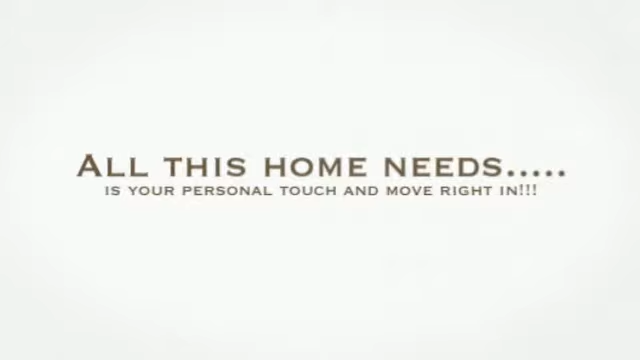 ALL THIS HOME NEEDS.....
IS YOUR PERSONAL TOUCH AND MOVE RIGHT IN!!!